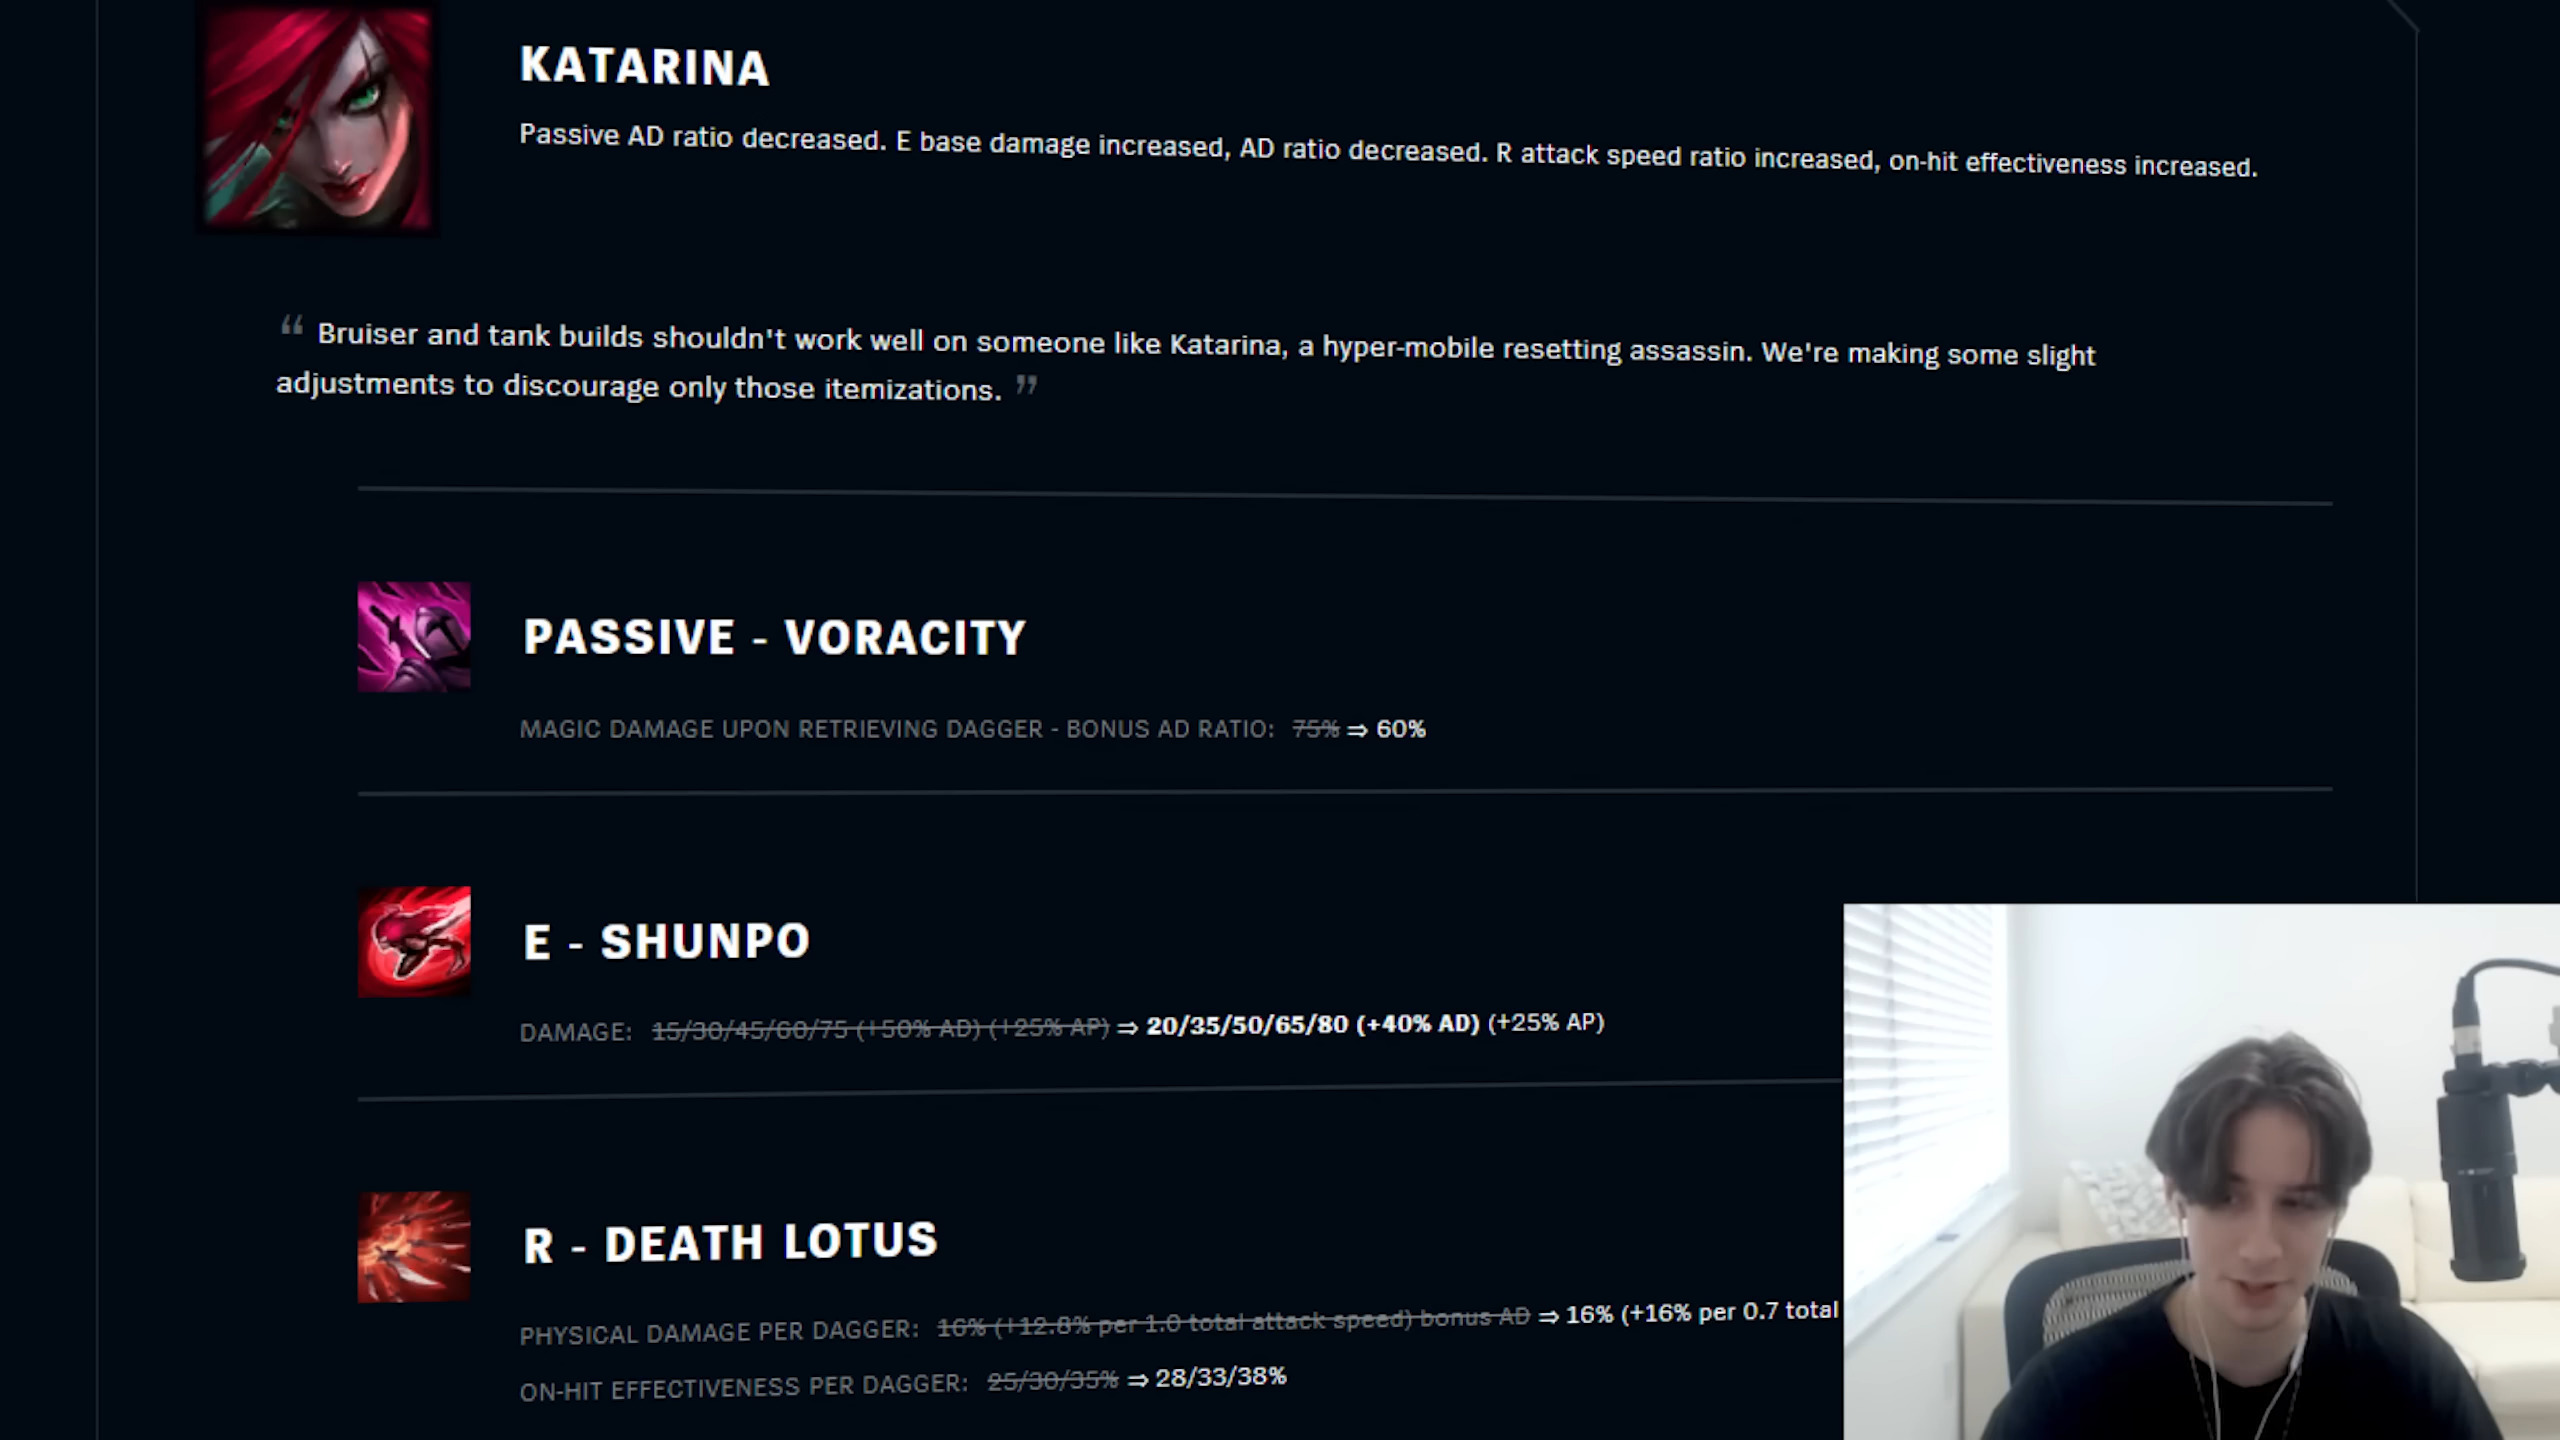 KATARINA
Passive AD ratio decreased. E base damage increased, AD ratio decreased. R attack speed ratio increased, on-hit effectiveness increased.
“ Bruiser and tank builds shouldn't work well on someone like Katarina, a hyper-mobile resetting assassin. We're making some slight
adjustments to discourage only those itemizations. ”
PASSIVE - VORACITY
MAGIC DAMAGE UPON RETRIEVING DAGGER - BONUS AD RATIO: 75% ⇒ 60%
E - SHUNPO
DAMAGE: 15/30/45/60/75 (+50% AD) (+25% AP) ⇒ 20/35/50/65/80 (+40% AD) (+25% AP)
R - DEATH LOTUS
PHYSICAL DAMAGE PER DAGGER: 16% (+12.8% per 1.0 total attack speed) bonus AD ⇒ 16% (+16% per 0.7 total
ON-HIT EFFECTIVENESS PER DAGGER: 25/30/35% ⇒ 28/33/38%